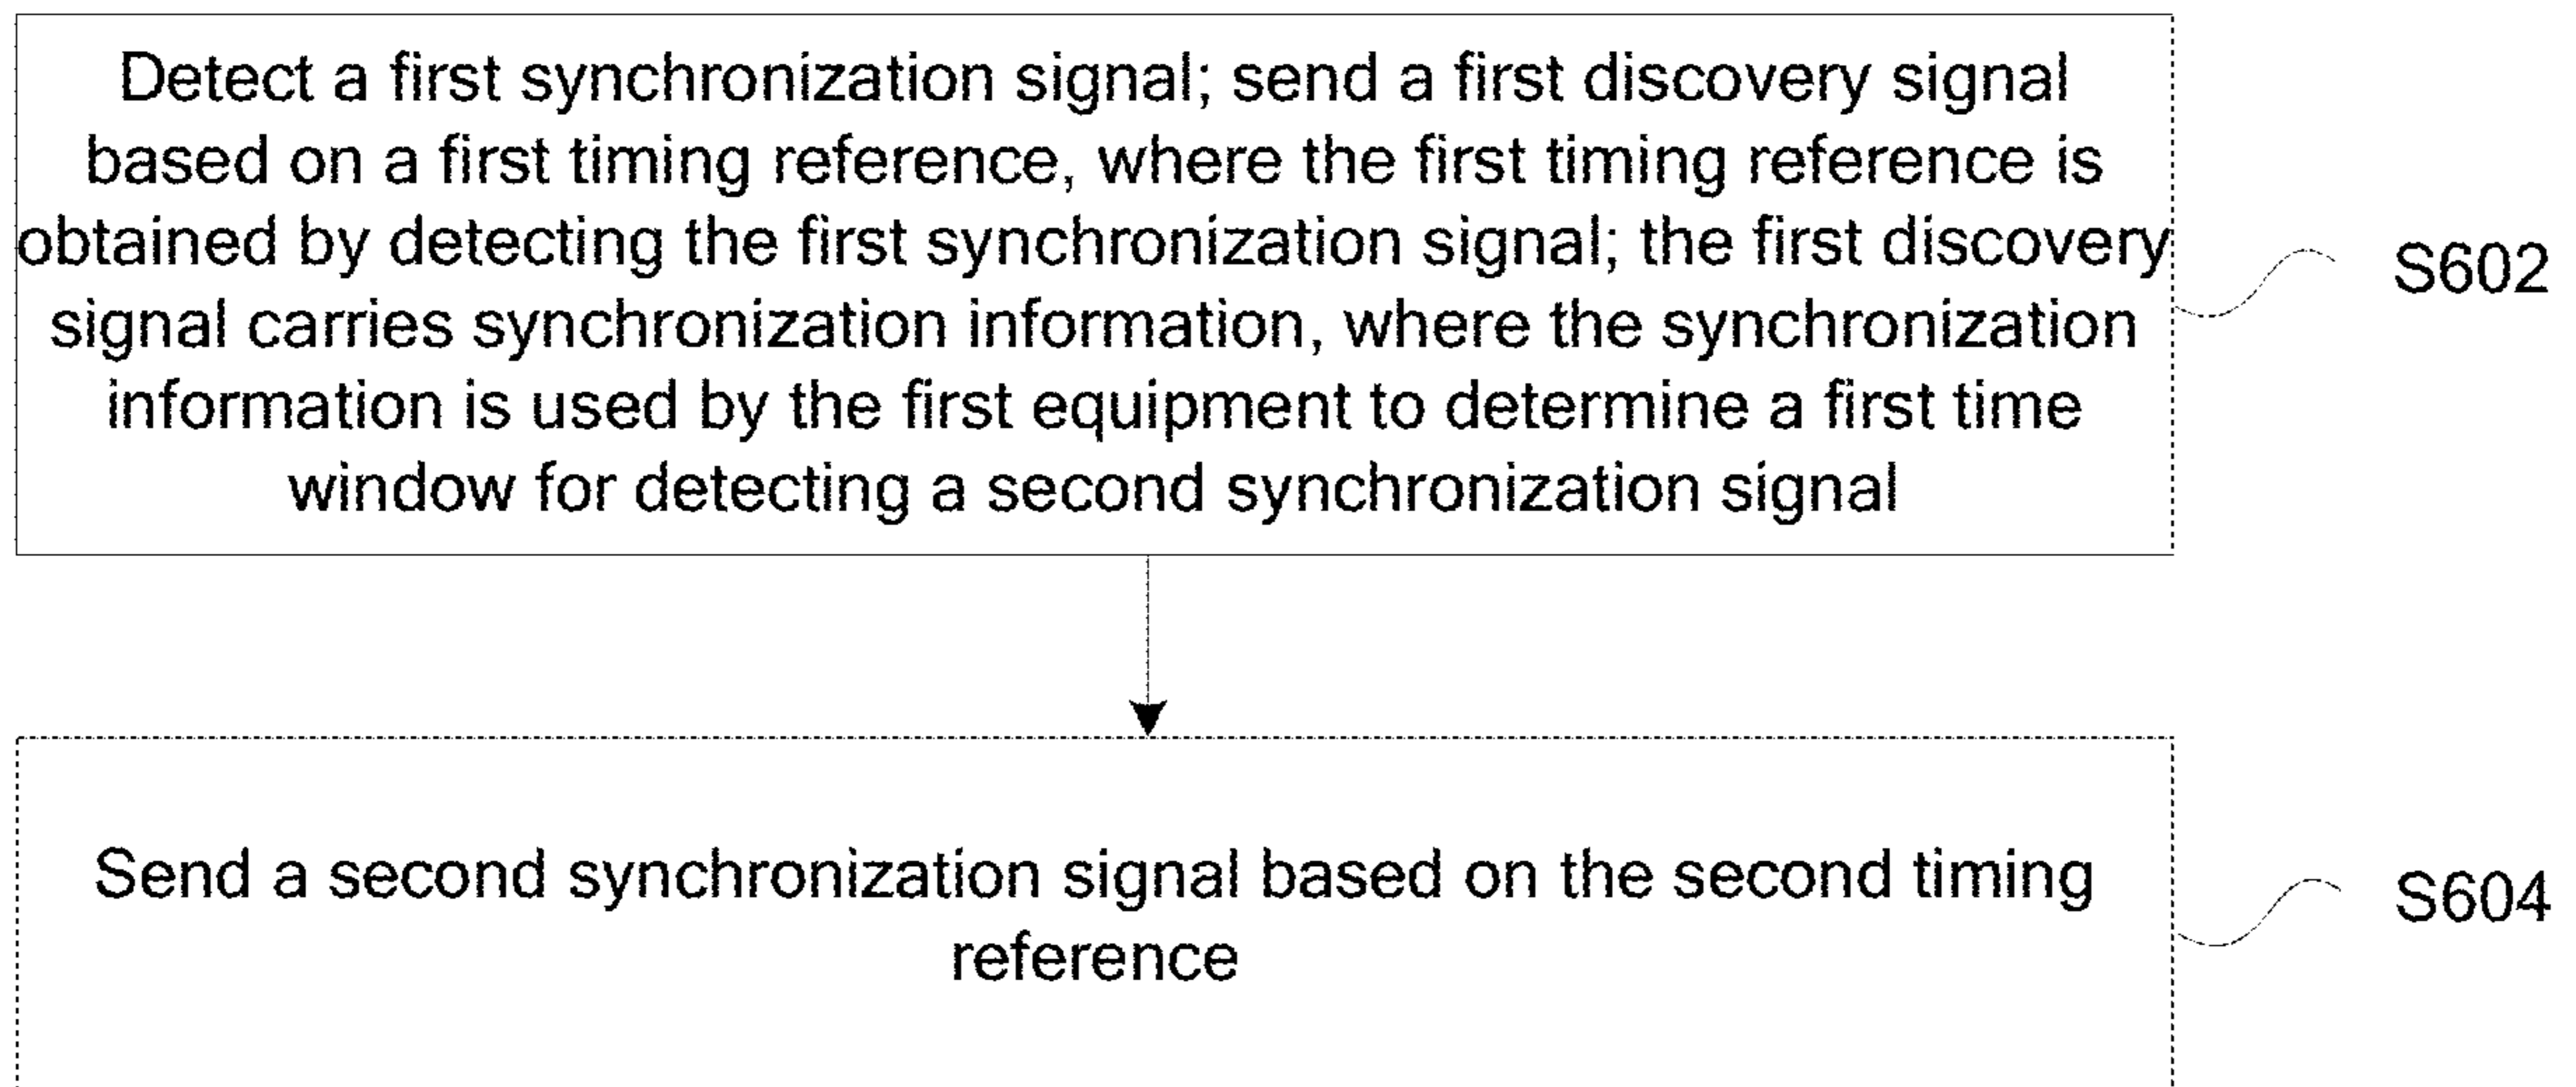 Detect a first synchronization signal; send a first discovery signal
based on a first timing reference, where the first timing reference is
obtained by detecting the first synchronization signal; the first discovery
signal carries synchronization information, where the synchronization
information is used by the first equipment to determine a first time
window for detecting a second synchronization signal
S602
Send a second synchronization signal based on the second timing
reference
S604